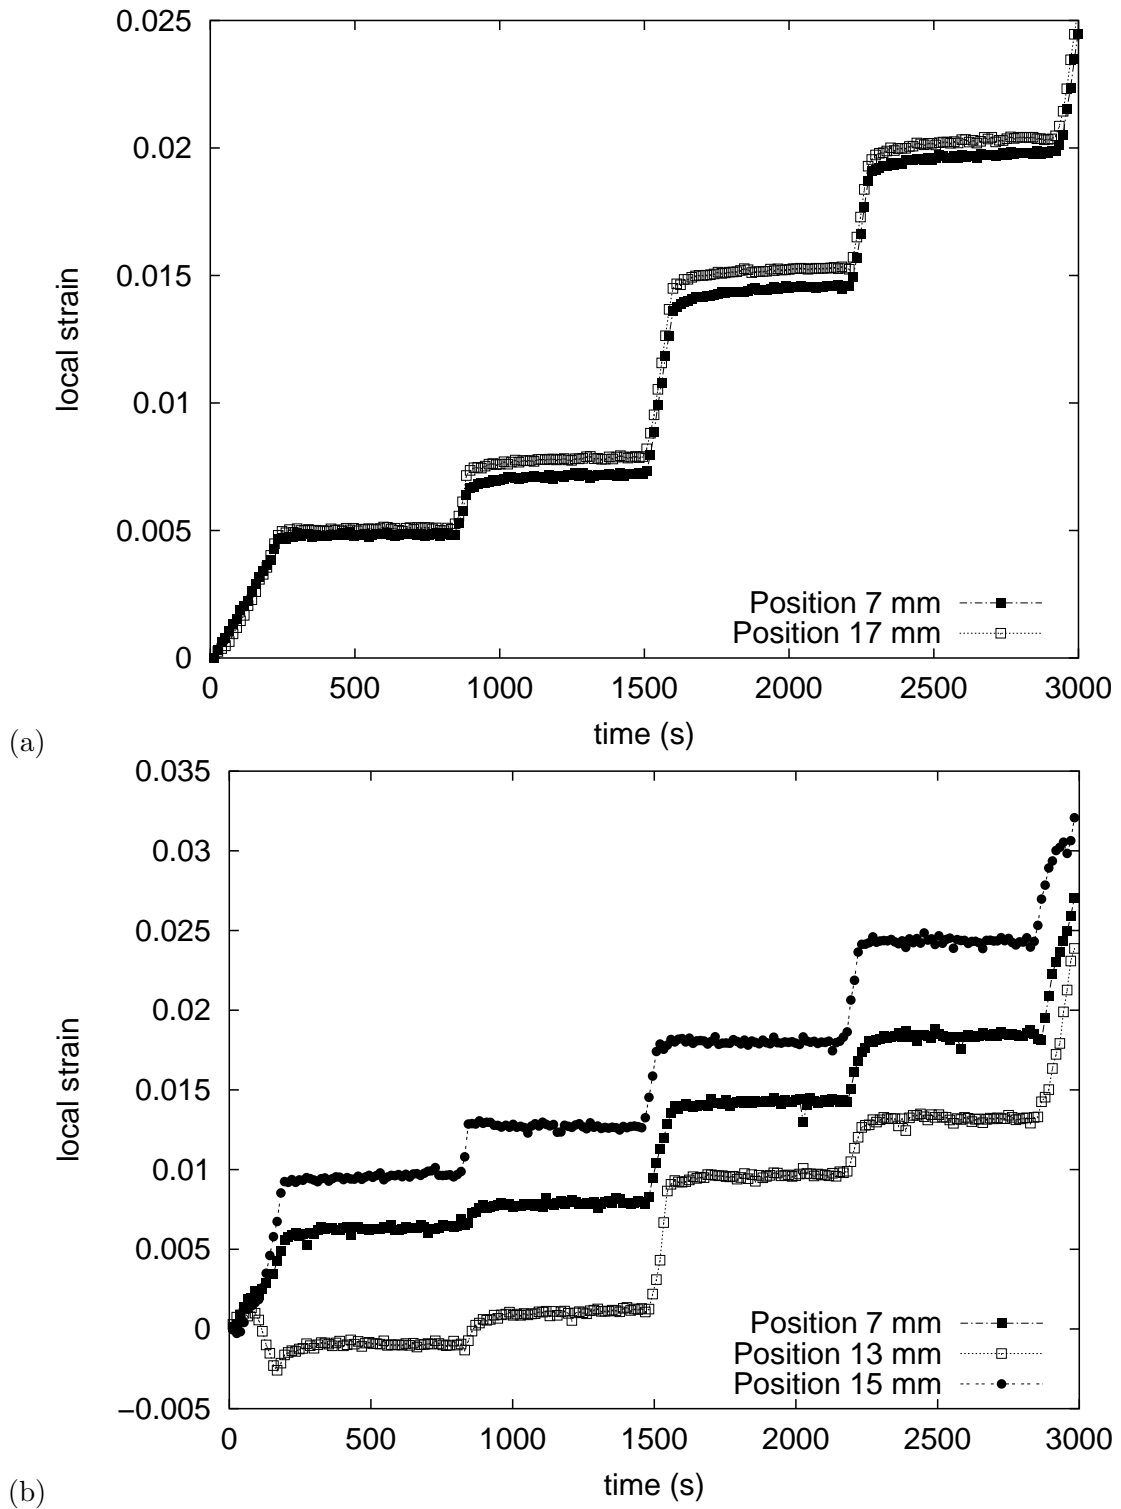 0.025
0.02
0.015
0.01
0.005
0
local strain
Position 7 mm
Position 17 mm
0 500 1000 1500 2000 2500 3000
time (s)
(a)
0.035
0.03
0.025
0.02
0.015
0.01
0.005
0
−0.005
local strain
Position 7 mm
Position 13 mm
Position 15 mm
0 500 1000 1500 2000 2500 3000
time (s)
(b)